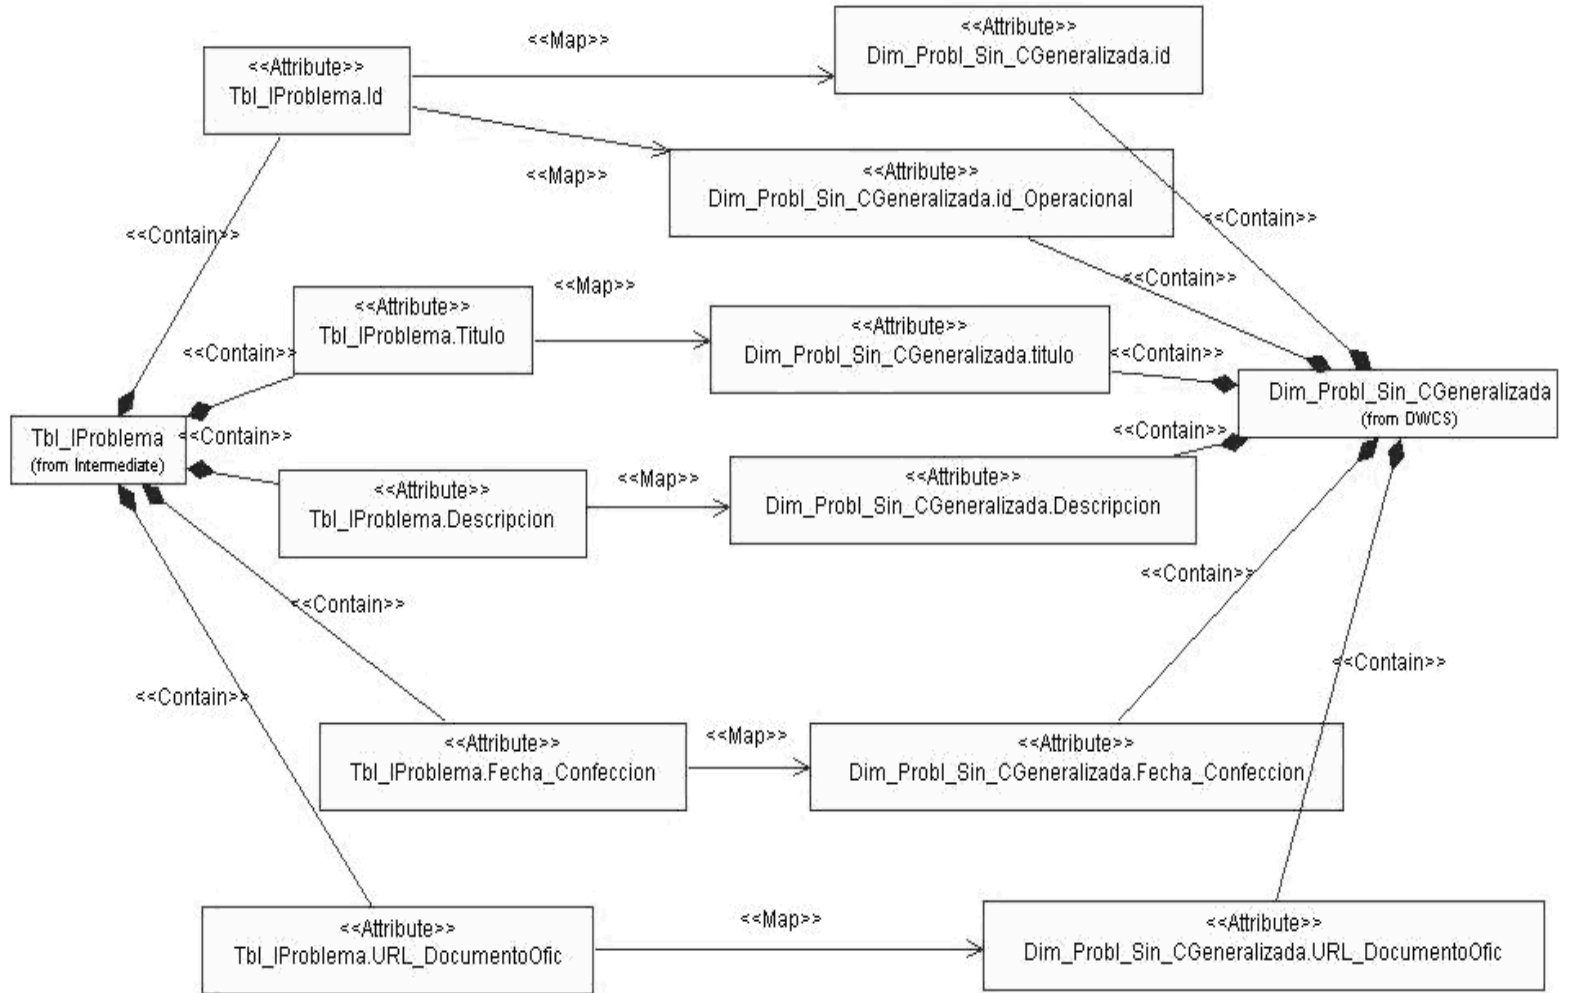 <<Attribute>>
Dim_Probl_Sin_CGeneralizada.id
<<Map>>
<<Attribute>>
Tbl_IProblema.Id
<<Map>>
<<Attribute>>
Dim_Probl_Sin_CGeneralizada.id_Operacional
<<Contain>>
<<Contain>>
<<Contain>>
<<Attribute>>
Tbl_IProblema.Titulo
<<Map>>
<<Attribute>>
Dim_Probl_Sin_CGeneralizada.titulo
<<Contain>>
<<Contain>>
Tbl_IProblema
(from Intermediate)
<<Contain>>
Dim_Probl_Sin_CGeneralizada
(from DWCS)
<<Contain>>
<<Attribute>>
Tbl_IProblema.Descripcion
<<Map>>
<<Attribute>>
Dim_Probl_Sin_CGeneralizada.Descripcion
<<Contain>>
<<Contain>>
<<Contain>>
<<Contain>>
<<Attribute>>
Tbl_IProblema.Fecha_Confeccion
<<Map>>
<<Attribute>>
Dim_Probl_Sin_CGeneralizada.Fecha_Confeccion
<<Attribute>>
Tbl_IProblema.URL_DocumentoOfic
<<Map>>
<<Attribute>>
Dim_Probl_Sin_CGeneralizada.URL_DocumentoOfic